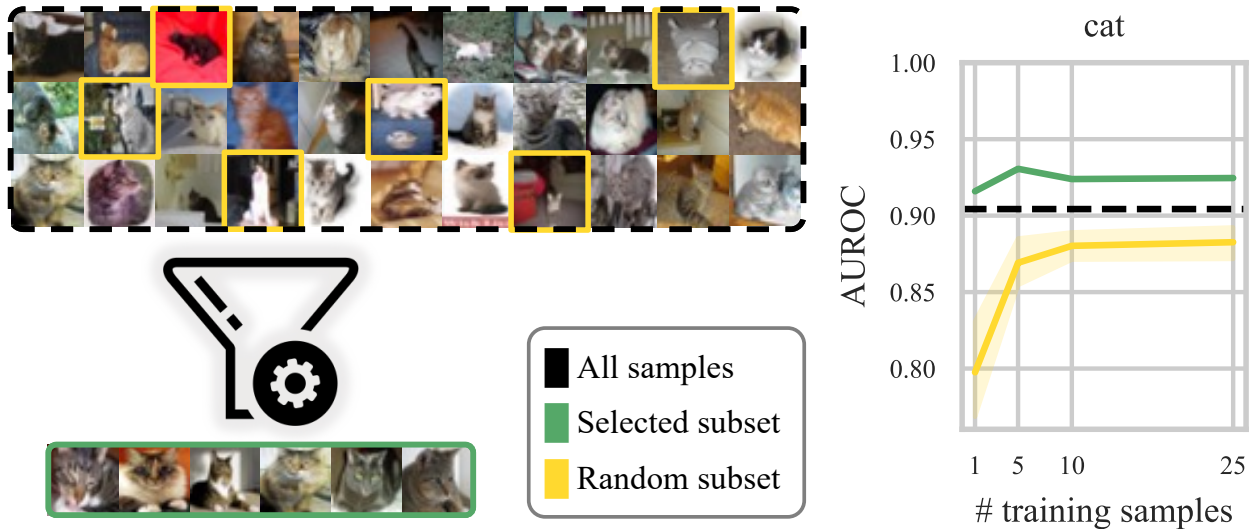 cat
1.00
0.95
0.90
0.85
0.80
AUROC
1 5 10 25
# training samples
All samples
Selected subset
Random subset